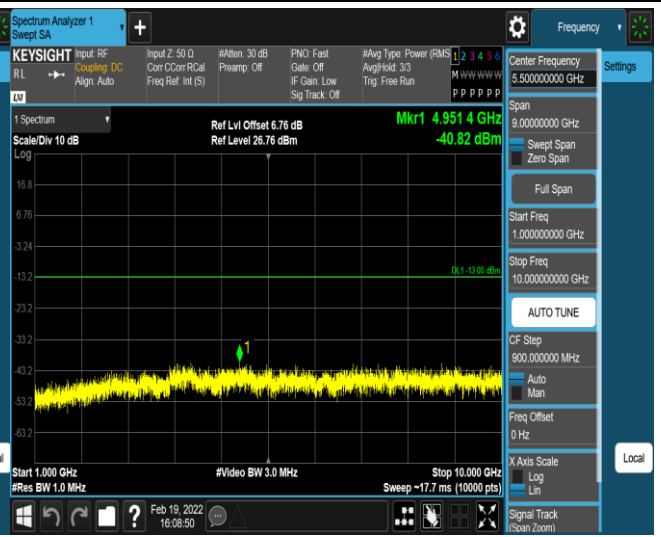 Spectrum Analyzer 1
Swept SA
+
Frequency
KEYSIGHT
RL
LXI
Input: RF
Coupling: DC
Align: Auto
Input Z: 50 Ω
Corr CCorr RCal
Freq Ref: Int (S)
#Atten: 30 dB
Preamp: Off
PNO: Fast
Gate: Off
IF Gain: Low
Sig Track: Off
#Avg Type: Power (RMS
Avg|Hold: 3/3
Trig: Free Run
1 2 3 4 5 6
M W W W W W
P P P P P P
Settings
1 Spectrum
Scale/Div 10 dB
Log
Ref Lvl Offset 6.76 dB
Ref Level 26.76 dBm
Mkr1 4.951 4 GHz
-40.82 dBm
16.8
6.76
-3.24
-13.2
DL1 -13.00 dBm
-23.2
-33.2
1
-43.2
-53.2
-63.2
Start 1.000 GHz
#Res BW 1.0 MHz
#Video BW 3.0 MHz
Stop 10.000 GHz
Sweep ~17.7 ms (10000 pts)
Center Frequency
5.500000000 GHz
Span
9.00000000 GHz
Swept Span
Zero Span
Full Span
Start Freq
1.000000000 GHz
Stop Freq
10.000000000 GHz
AUTO TUNE
CF Step
900.000000 MHz
Auto
Man
Freq Offset
0 Hz
X Axis Scale
Log
Lin
Signal Track
(Span Zoom)
Local
?
Feb 19, 2022
16:08:50